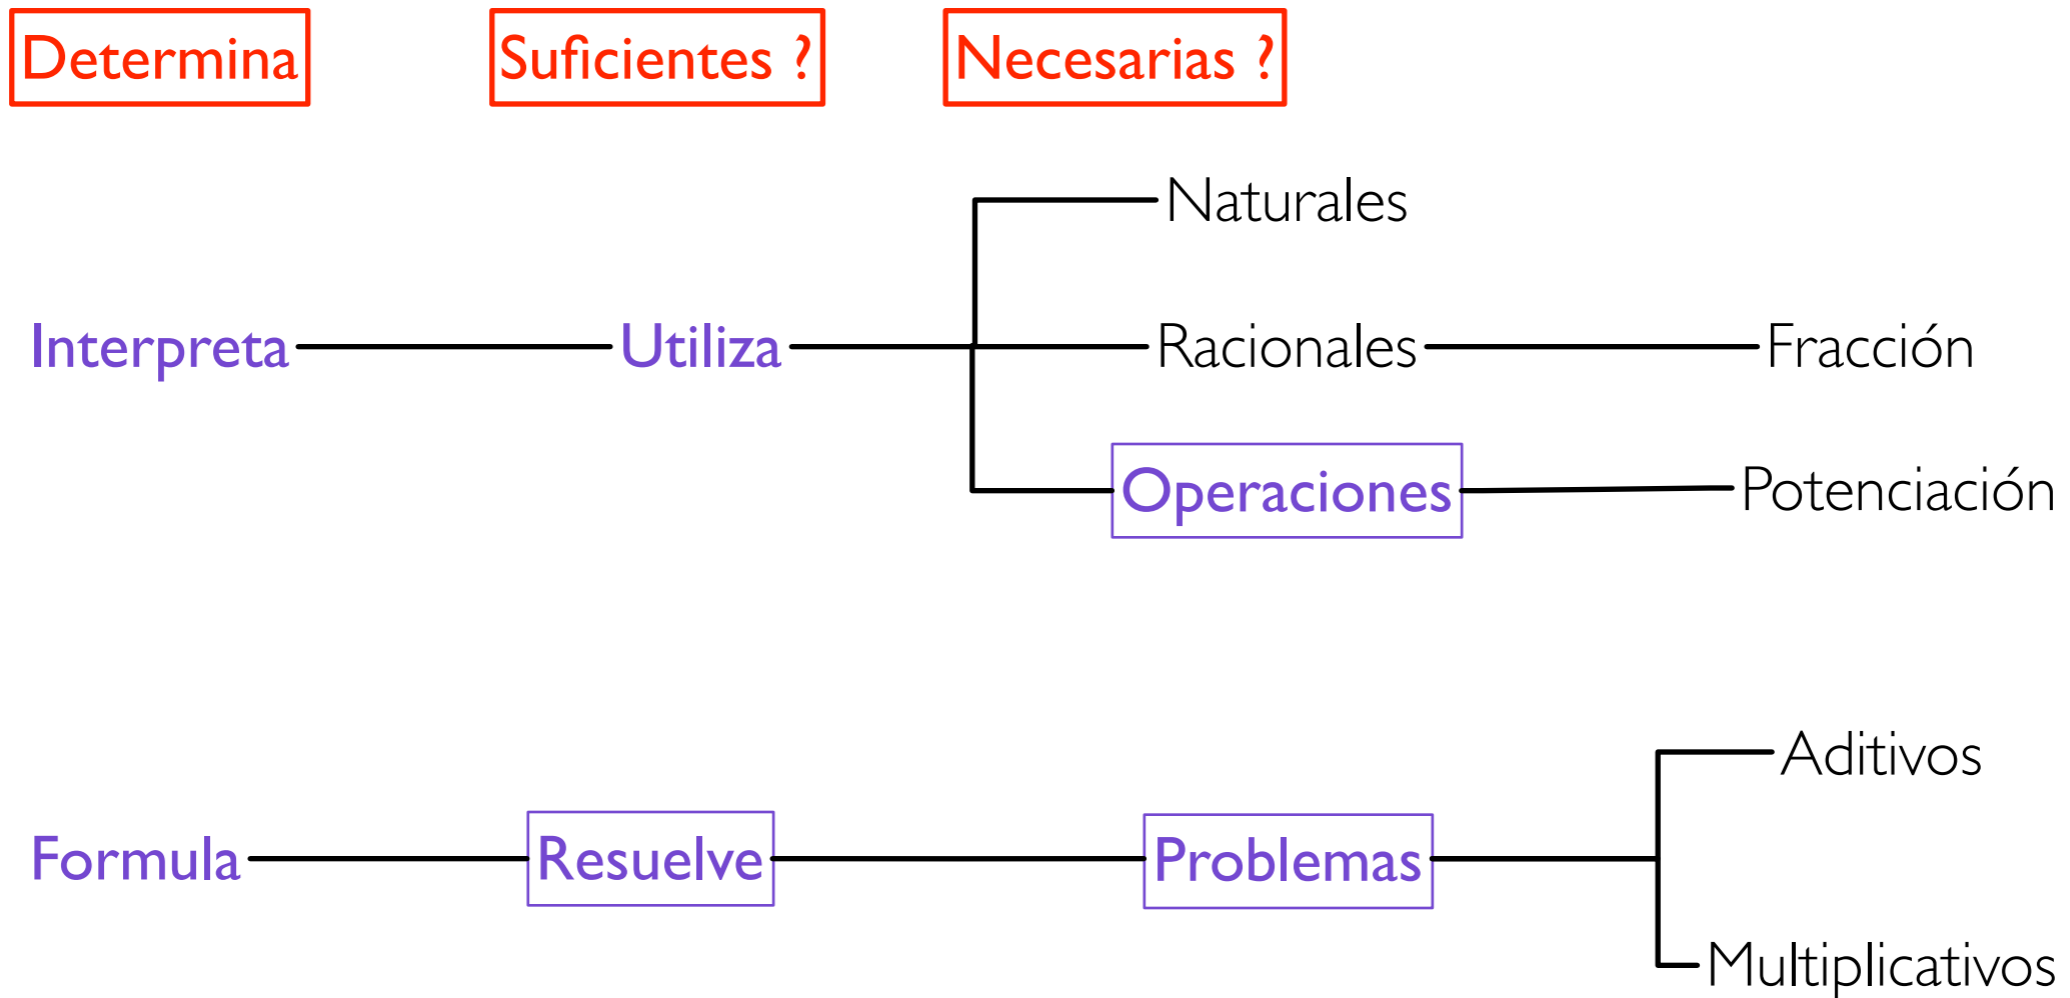 Determina Suficientes ? Necesarias ?
Naturales
Interpreta Utiliza Racionales Fracción
Operaciones Potenciación
Aditivos
Formula Resuelve Problemas
Multiplicativos